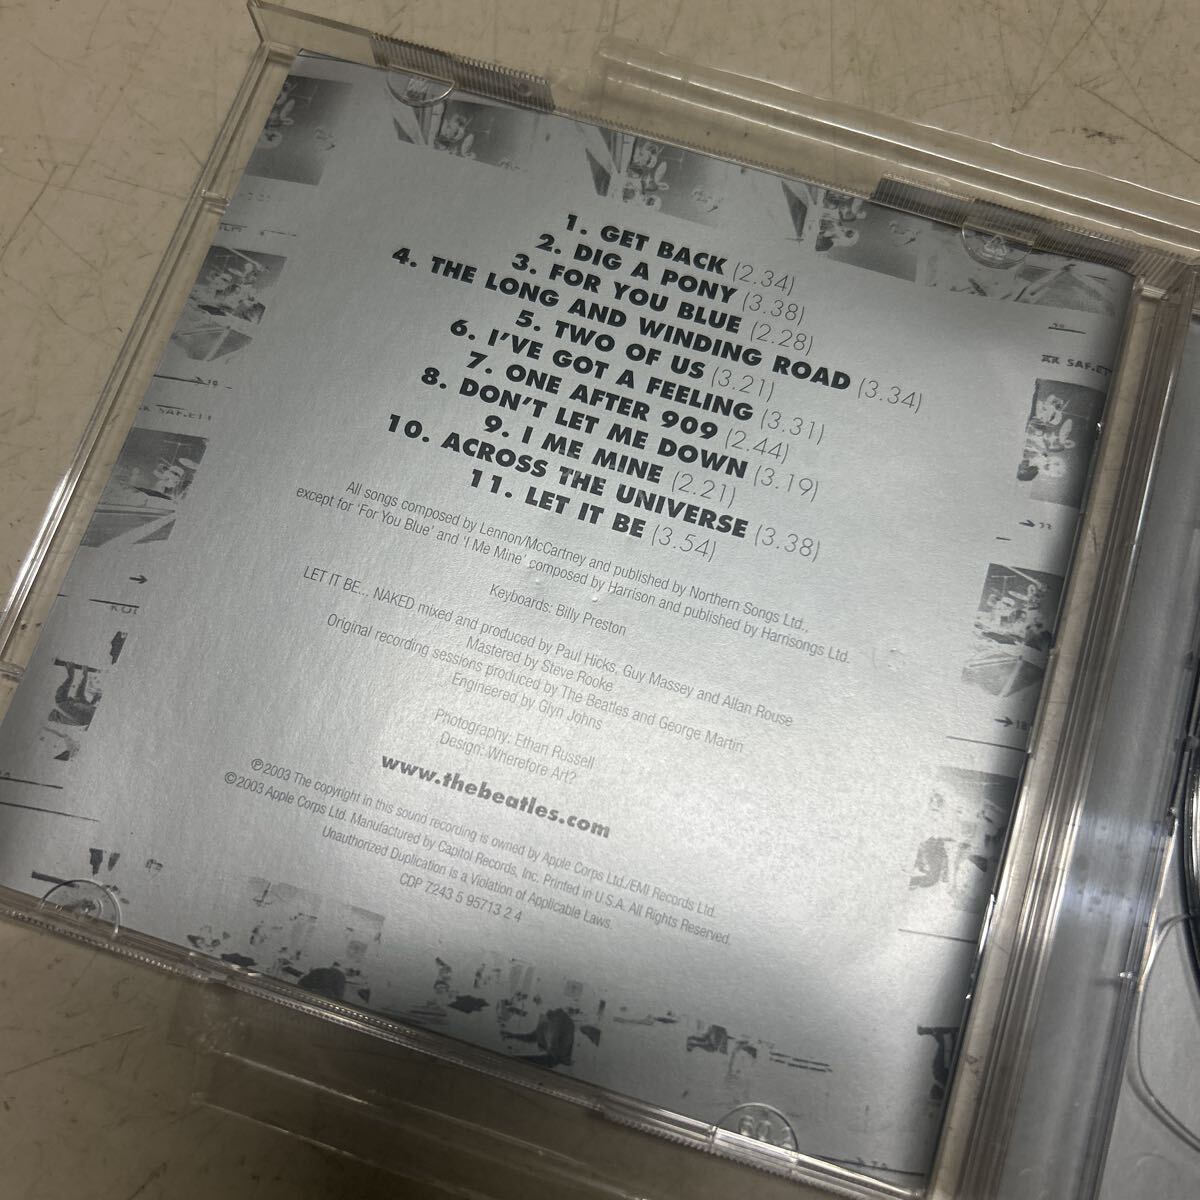 1. GET BACK (2.34)
2. DIG A PONY (3.38)
3. FOR YOU BLUE (2.28)
4. THE LONG AND WINDING ROAD (3.34)
5. TWO OF US (3.21)
6. I'VE GOT A FEELING (3.31)
7. ONE AFTER 909 (2.44)
8. DON'T LET ME DOWN (3.19)
9. I ME MINE (2.21)
10. ACROSS THE UNIVERSE (3.38)
11. LET IT BE (3.54)
All songs composed by Lennon/McCartney and published by Northern Songs Ltd.,
except for 'For You Blue' and 'I Me Mine' composed by Harrison and published by Harrisongs Ltd.
Keyboards: Billy Preston
LET IT BE... NAKED mixed and produced by Paul Hicks, Guy Massey and Allan Rouse
Mastered by Steve Rooke
Original recording sessions produced by The Beatles and George Martin
Engineered by Glyn Johns
Photography: Ethan Russell
Design: Wherefore Art?
www.thebeatles.com
℗2003 The copyright in this sound recording is owned by Apple Corps Ltd./EMI Records Ltd.
©2003 Apple Corps Ltd. Manufactured by Capitol Records, Inc. Printed in U.S.A. All Rights Reserved.
Unauthorized Duplication is a Violation of Applicable Laws.
CDP 7243 5 95713 2 4